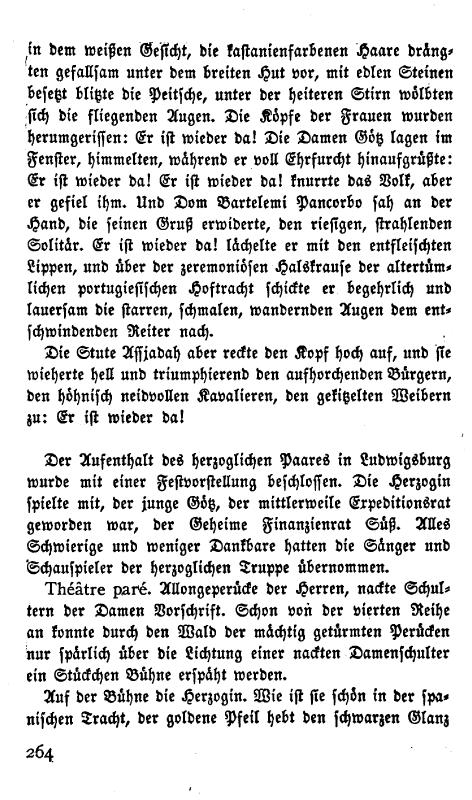 in dem weißen Gesicht, die kastanienfarbenen Haare dräng-
ten gefallsam unter dem breiten Hut vor, mit edlen Steinen
besetzt blitzte die Peitsche, unter der heiteren Stirn wölbten
sich die fliegenden Augen. Die Köpfe der Frauen wurden
herumgerissen: Er ist wieder da! Die Damen Götz lagen im
Fenster, himmelten, während er voll Ehrfurcht hinaufgrüßte:
Er ist wieder da! Er ist wieder da! knurrte das Volk, aber
er gefiel ihm. Und Dom Bartelemi Pancorbo sah an der
Hand, die seinen Gruß erwiderte, den riesigen, strahlenden
Solitär. Er ist wieder da! lächelte er mit den entfleischten
Lippen, und über der zeremoniösen Halskrause der altertüm-
lichen portugiesischen Hoftracht schickte er begehrlich und
lauersam die starren, schmalen, wandernden Augen dem ent-
schwindenden Reiter nach.
Die Stute Assjadah aber reckte den Kopf hoch auf, und sie
wieherte hell und triumphierend den aufhorchenden Bürgern,
den höhnisch neidvollen Kavalieren, den gekitzelten Weibern
zu: Er ist wieder da!
Der Aufenthalt des herzoglichen Paares in Ludwigsburg
wurde mit einer Festvorstellung beschlossen. Die Herzogin
spielte mit, der junge Götz, der mittlerweile Expeditionsrat
geworden war, der Geheime Finanzienrat Süß. Alles
Schwierige und weniger Dankbare hatten die Sänger und
Schauspieler der herzoglichen Truppe übernommen.
Théâtre paré. Allongeperücke der Herren, nackte Schul-
tern der Damen Vorschrift. Schon von der vierten Reihe
an konnte durch den Wald der mächtig getürmten Perücken
nur spärlich über die Lichtung einer nackten Damenschulter
ein Stückchen Bühne erspäht werden.
Auf der Bühne die Herzogin. Wie ist sie schön in der spa-
nischen Tracht, der goldene Pfeil hebt den schwarzen Glanz
264